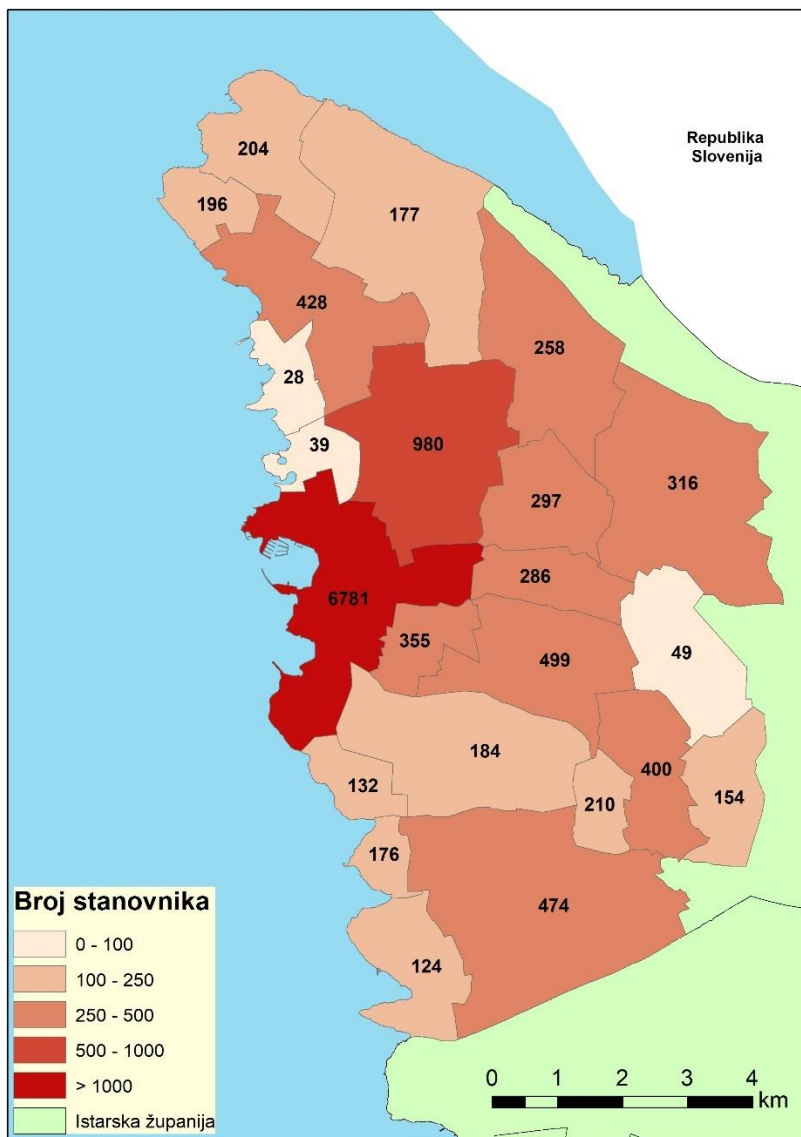 Republika
Slovenija
204
196
177
428
258
28
39
980
316
297
286
6781
355
49
499
184
400
132
210
154
176
474
124
Broj stanovnika
0 - 100
100 - 250
250 - 500
500 - 1000
> 1000
Istarska županija
0 1 2 3 4
km